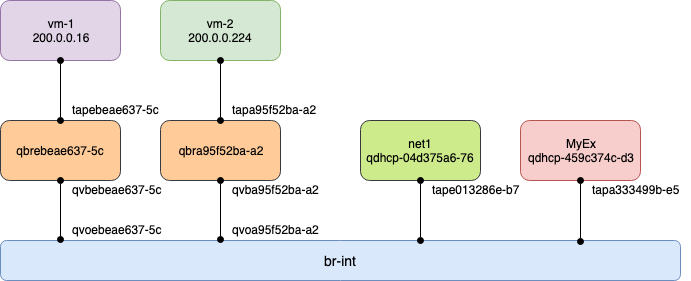 vm-1
200.0.0.16
vm-2
200.0.0.224
tapebeae637-5c
tapa95f52ba-a2
qbrebeae637-5c
qbra95f52ba-a2
net1
qdhcp-04d375a6-76
MyEx
qdhcp-459c374c-d3
qvbebeae637-5c
qvba95f52ba-a2
tape013286e-b7
tapa333499b-e5
qvoebeae637-5c
qvoa95f52ba-a2
br-int